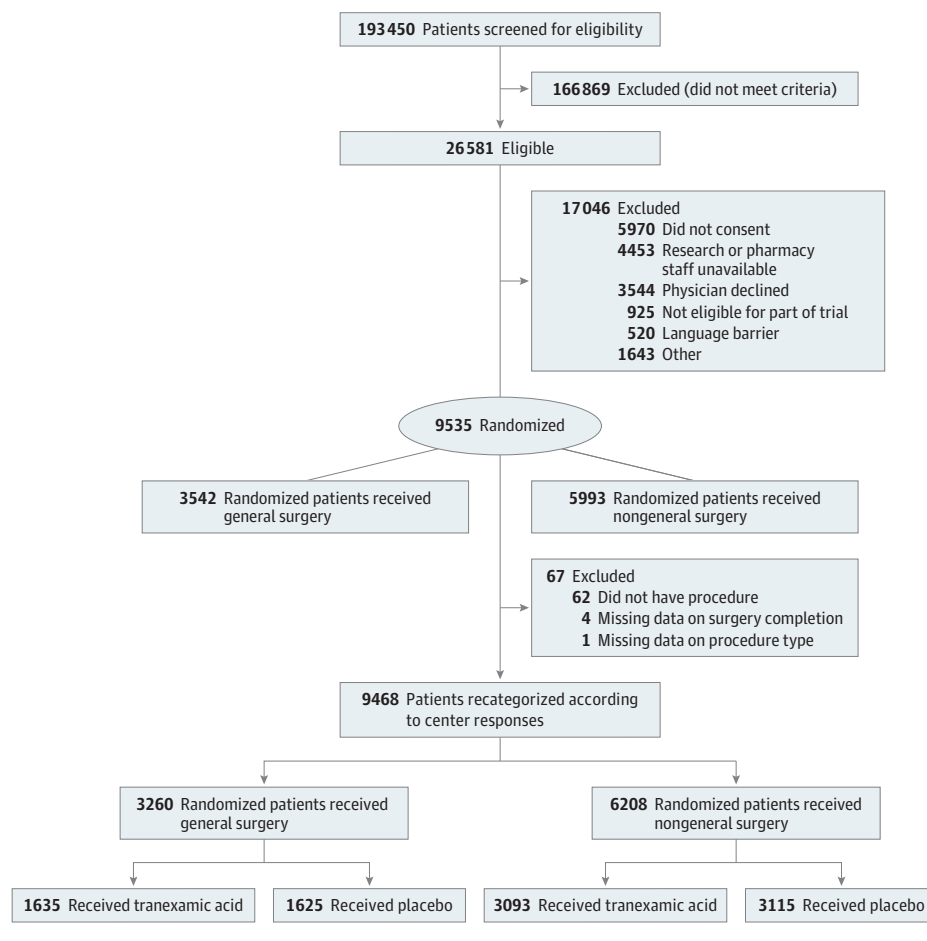 193450 Patients screened for eligibility
166869 Excluded (did not meet criteria)
26581 Eligible
17046 Excluded
5970 Did not consent
4453 Research or pharmacy
staff unavailable
3544 Physician declined
925 Not eligible for part of trial
520 Language barrier
1643 Other
9535 Randomized
3542 Randomized patients received
general surgery
5993 Randomized patients received
nongeneral surgery
67 Excluded
62 Did not have procedure
4 Missing data on surgery completion
1 Missing data on procedure type
9468 Patients recategorized according
to center responses
3260 Randomized patients received
general surgery
6208 Randomized patients received
nongeneral surgery
1635 Received tranexamic acid
1625 Received placebo
3093 Received tranexamic acid
3115 Received placebo